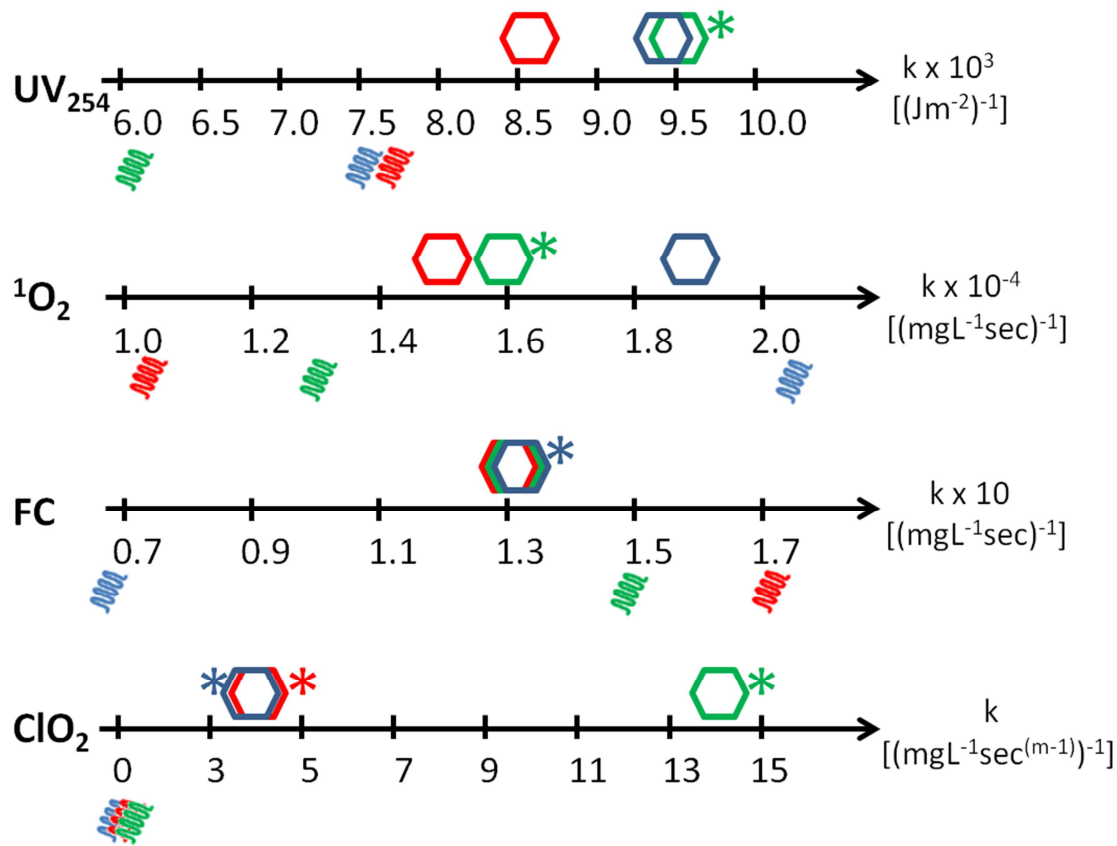 UV₂₅₄ k x 10³
[(Jm⁻²)⁻¹]
6.0 6.5 7.0 7.5 8.0 8.5 9.0 9.5 10.0
*
¹O₂ k x 10⁻⁴
[(mgL⁻¹sec)⁻¹]
1.0 1.2 1.4 1.6 1.8 2.0
*
FC k x 10
[(mgL⁻¹sec)⁻¹]
0.7 0.9 1.1 1.3 1.5 1.7
*
ClO₂ k
[(mgL⁻¹sec⁽ᵐ⁻¹⁾)⁻¹]
0 3 5 7 9 11 13 15
* * *